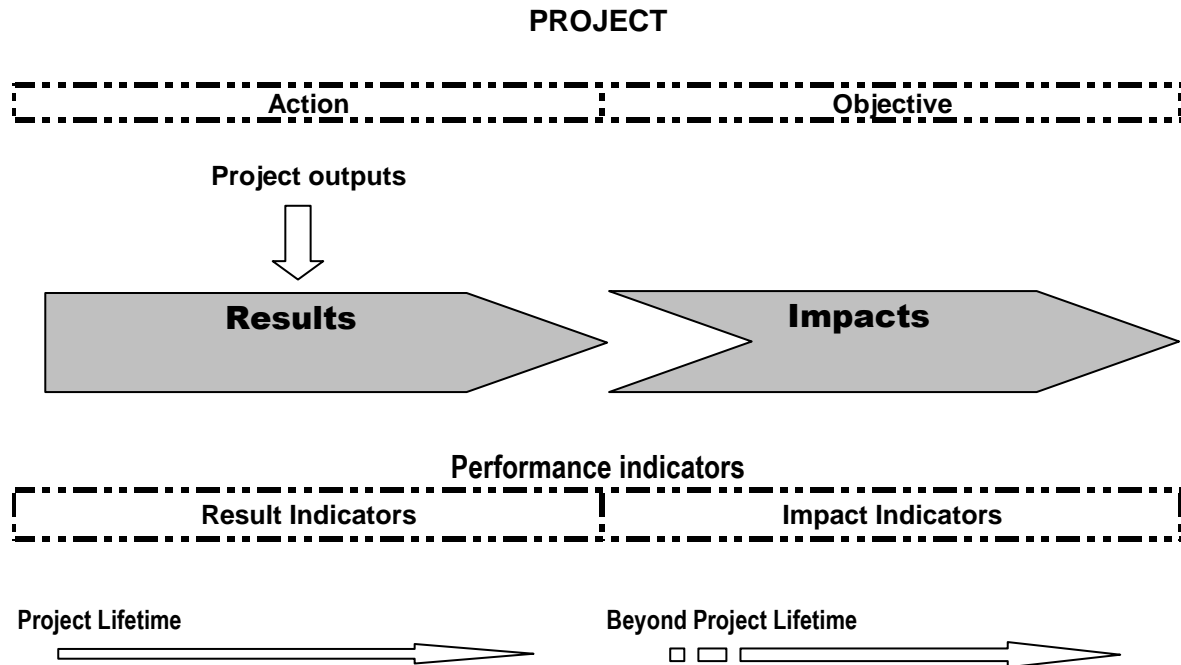 PROJECT
Action
Objective
Project outputs
Results
Impacts
Performance indicators
Result Indicators
Impact Indicators
Project Lifetime
Beyond Project Lifetime